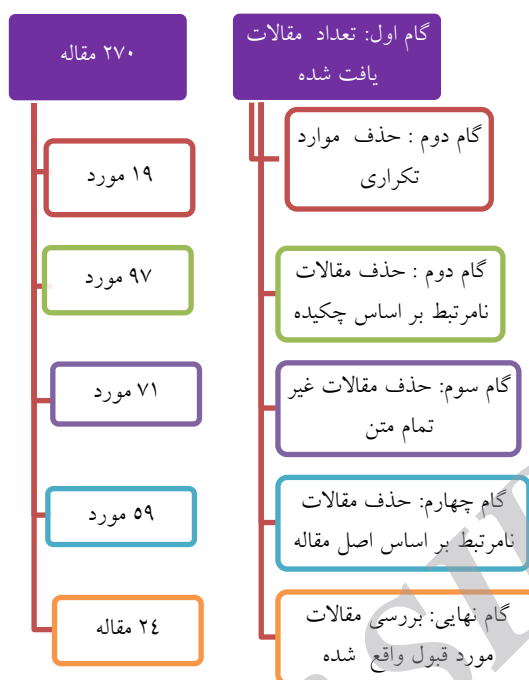 گام اول: تعداد مقالات
یافت شده
۲۷۰ مقاله
گام دوم : حذف موارد
تکراری
۱۹ مورد
گام دوم : حذف مقالات
نامرتبط بر اساس چکیده
۹۷ مورد
گام سوم: حذف مقالات غیر
تمام متن
۷۱ مورد
گام چهارم: حذف مقالات
نامرتبط بر اساس اصل مقاله
۵۹ مورد
گام نهایی: بررسی مقالات
مورد قبول واقع شده
۲٤ مقاله